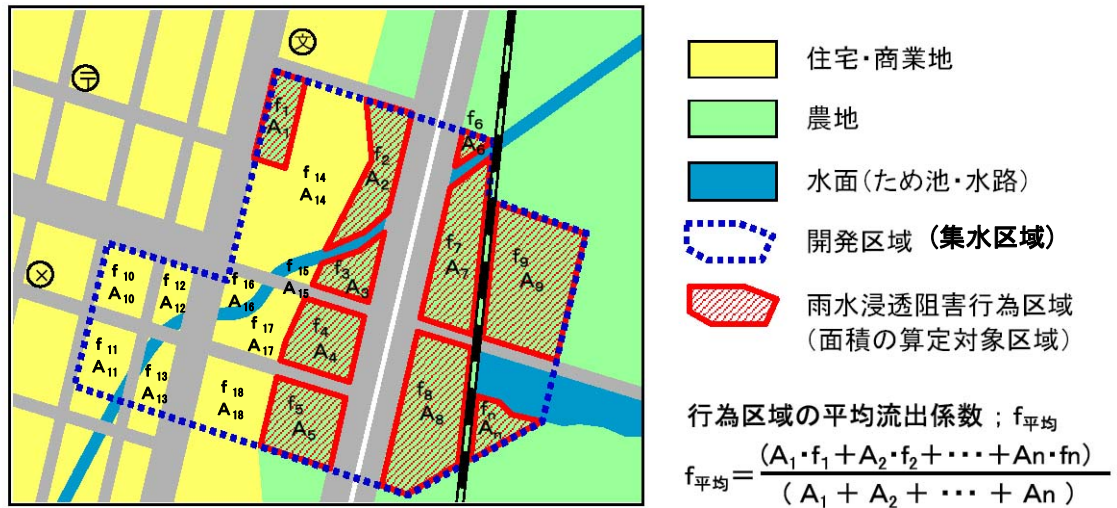 文
〒
f1
A1
f2
A2
f6
A6
f14
A14
f7
A7
f9
A9
f3
A3
f15
A15
f10
A10
f12
A12
f16
A16
f17
A17
f4
A4
f11
A11
f13
A13
f18
A18
f5
A5
f8
A8
fn
An
住宅・商業地
農地
水面(ため池・水路)
開発区域 (集水区域)
雨水浸透阻害行為区域
(面積の算定対象区域)
行為区域の平均流出係数 ; f平均
f平均= (A1・f1+A2・f2+・・・+An・fn)
( A1 + A2 + ・・・ + An )